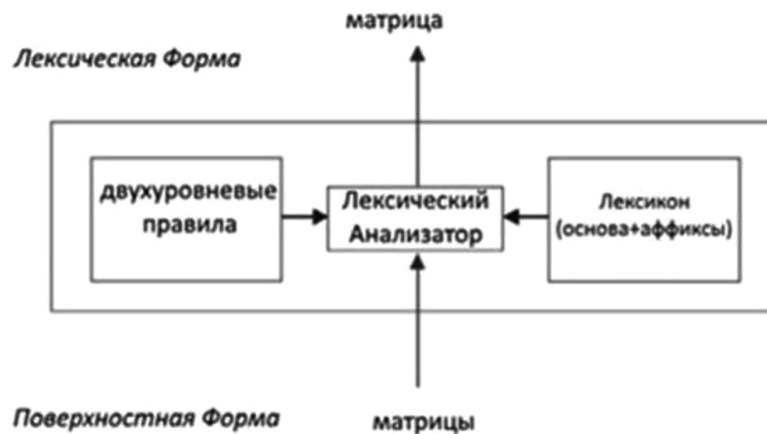 матрица
Лексическая Форма
двухуровневые
правила
Лексический
Анализатор
Лексикон
(основа+аффиксы)
Поверхностная Форма
матрицы